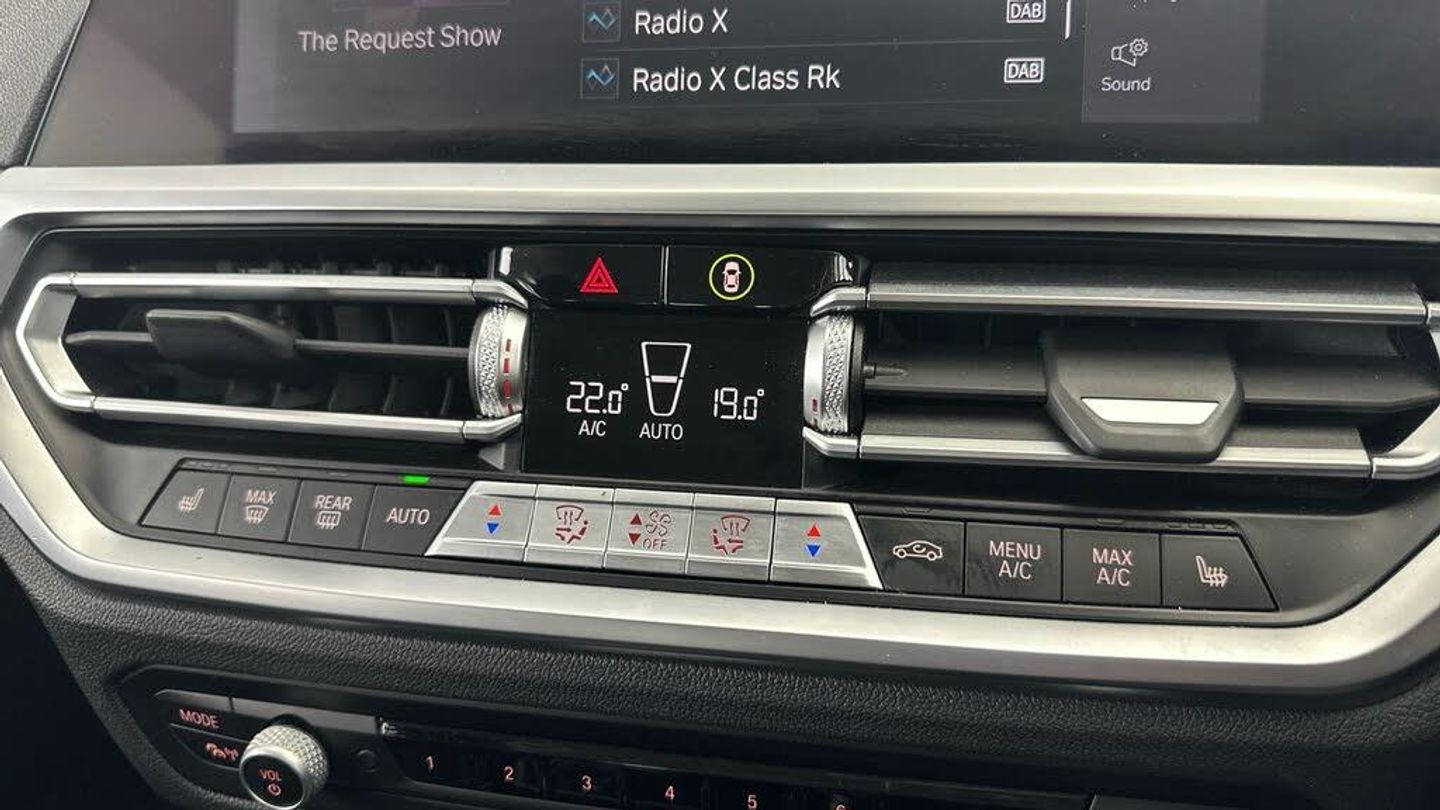 The Request Show
Radio X DAB
Radio X Class Rk DAB
Sound
22.0° 19.0°
A/C AUTO
MAX
REAR
AUTO
OFF
MENU A/C
MAX A/C
MODE
VOL
1 2 3 4 5